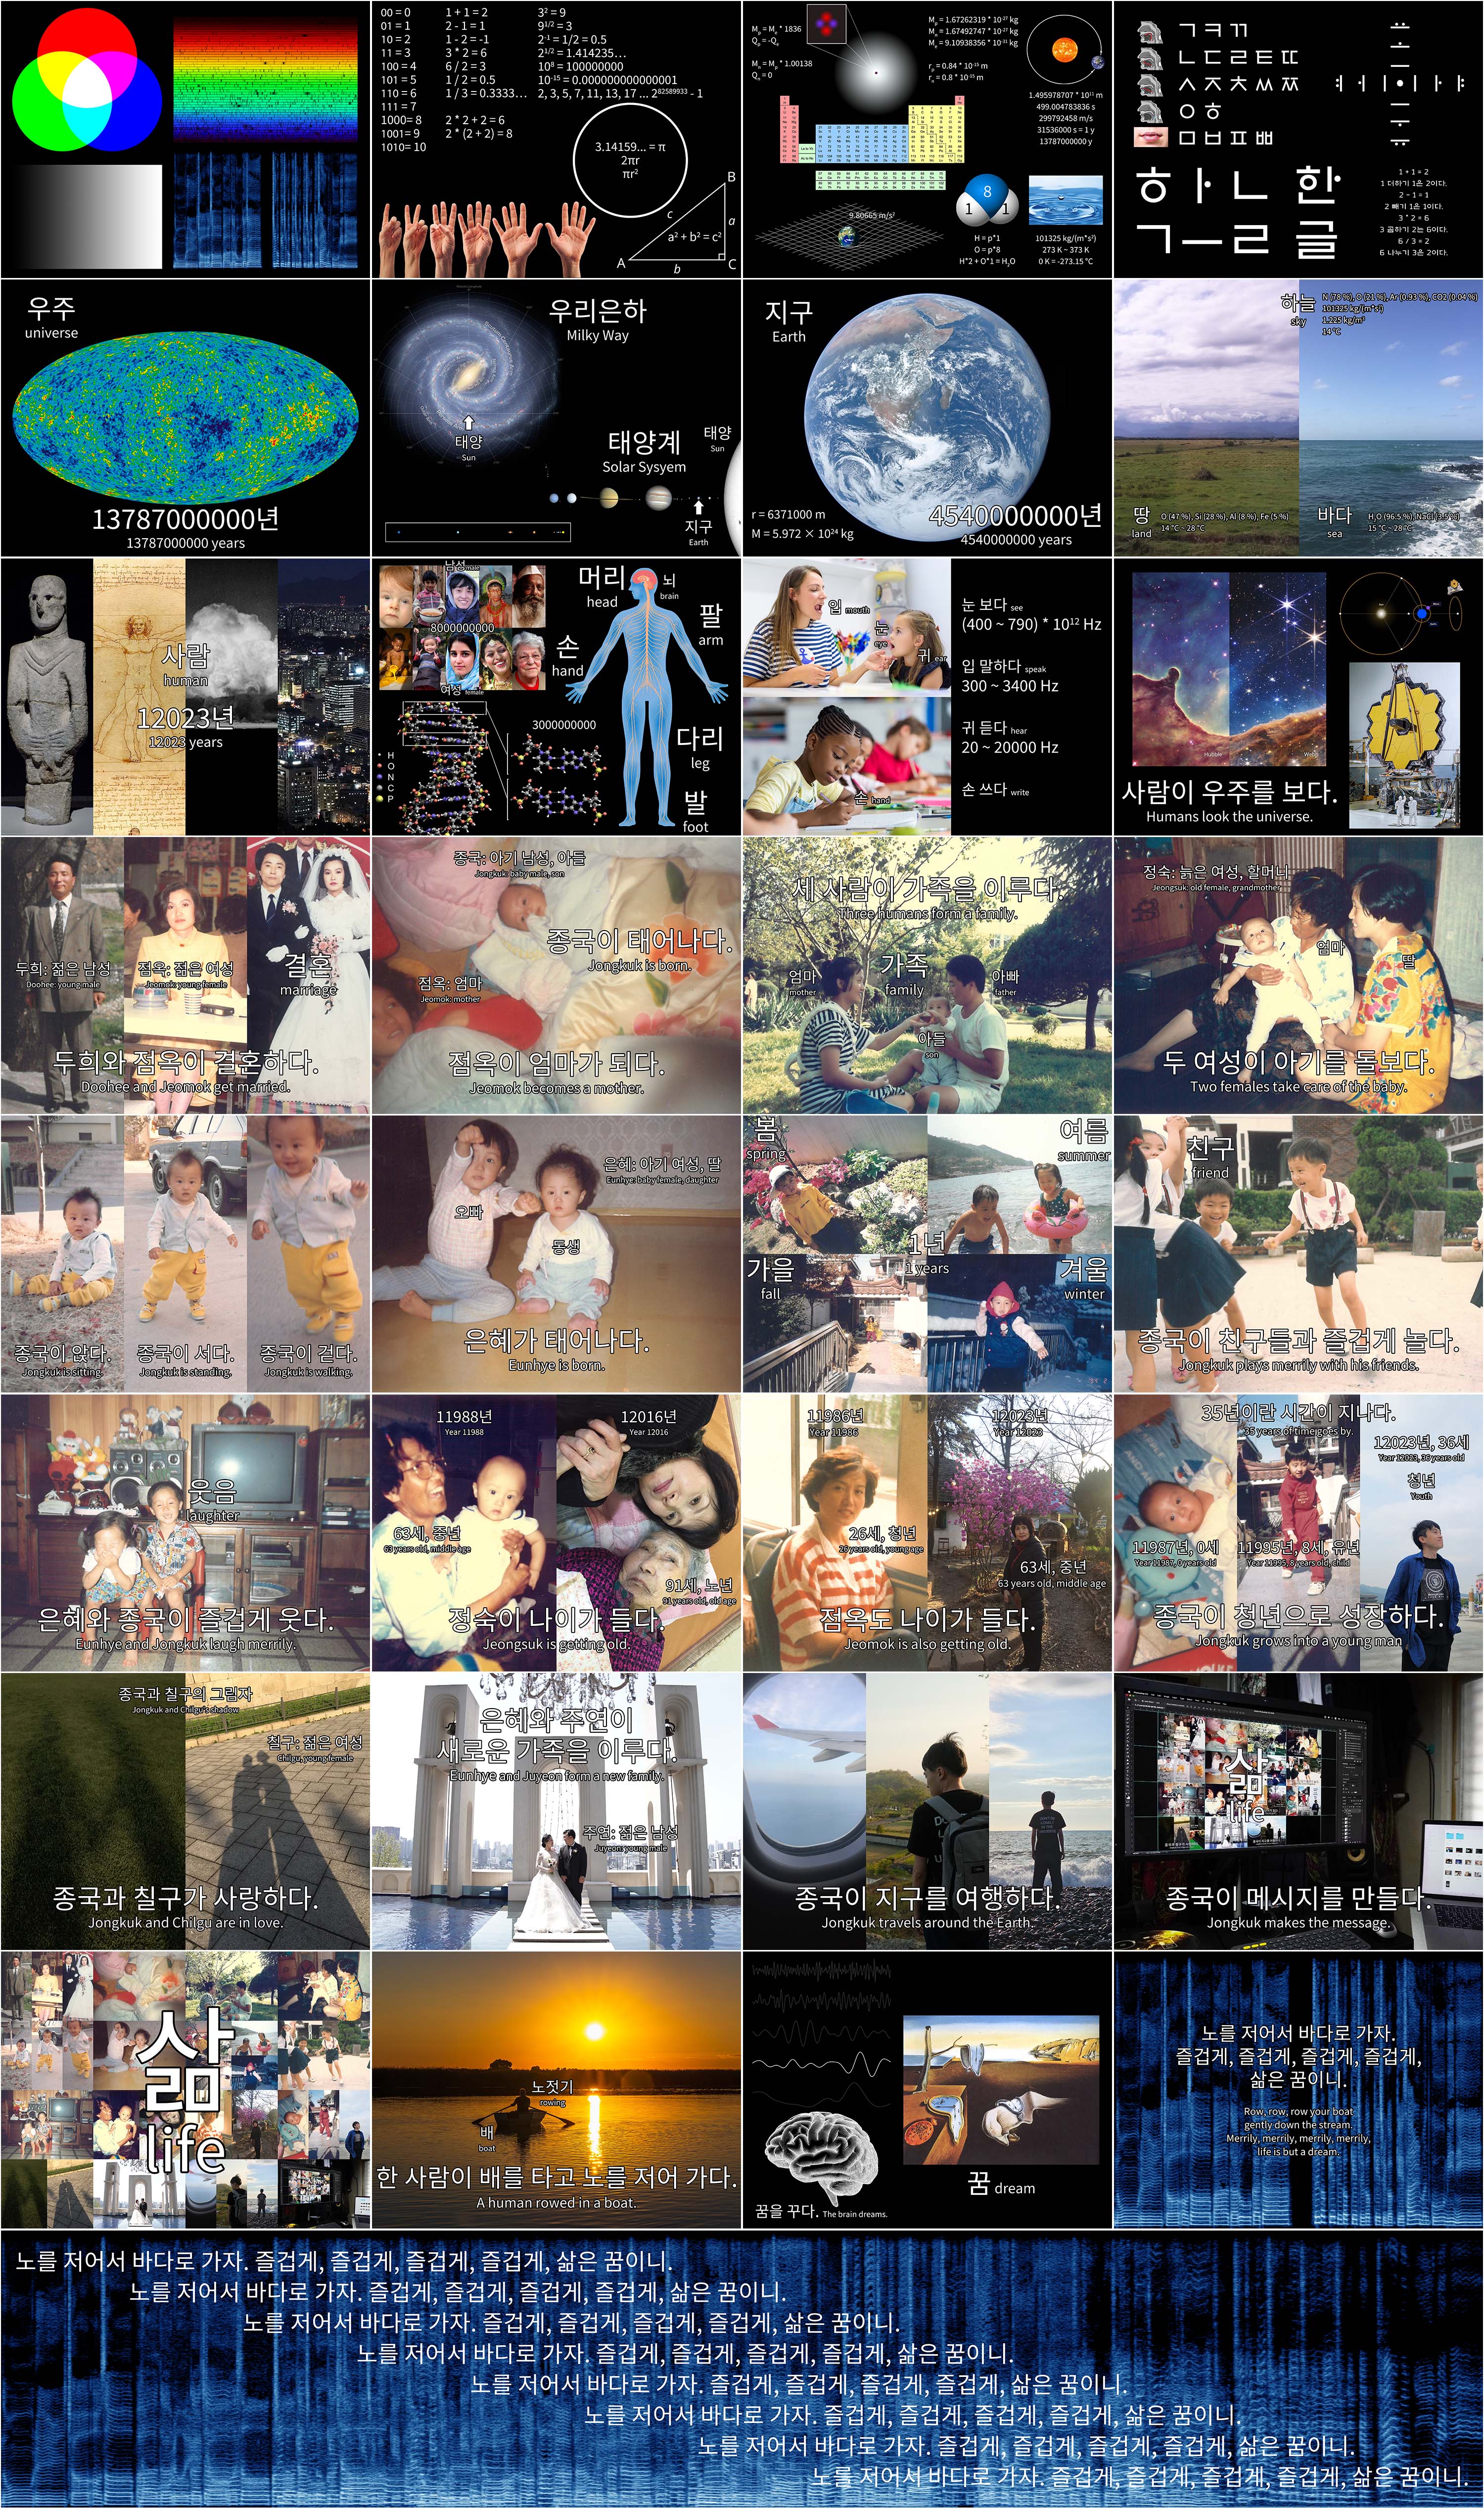 00 = 0
01 = 1
10 = 2
11 = 3
100 = 4
101 = 5
110 = 6
111 = 7
1000= 8
1001= 9
1010= 10
1 + 1 = 2
2 - 1 = 1
1 - 2 = -1
3 * 2 = 6
6 / 2 = 3
1 / 2 = 0.5
1 / 3 = 0.3333…
2 * 2 + 2 = 6
2 * (2 + 2) = 8
3² = 9
9^1/2 = 3
2^-1 = 1/2 = 0.5
2^1/2 = 1.414235…
10⁸ = 100000000
10^-15 = 0.000000000000001
2, 3, 5, 7, 11, 13, 17 ... 2^82589933 - 1
3.14159... = π
2πr
πr²
B
c
a
a² + b² = c²
A
b
C
Mp = Me * 1836
Qp = -Qe
Mn = Mp * 1.00138
Qn = 0
Mp = 1.67262319 * 10^-27 kg
Mn = 1.67492747 * 10^-27 kg
Me = 9.10938356 * 10^-31 kg
rp = 0.84 * 10^-15 m
rn = 0.8 * 10^-15 m
1.495978707 * 10¹¹ m
499.004783836 s
299792458 m/s
31536000 s = 1 y
13787000000 y
9.80665 m/s²
8
1 1
H = p*1
O = p*8
H*2 + O*1 = H₂O
101325 kg/(m*s²)
273 K ~ 373 K
0 K = -273.15 °C
ㄱㅋㄲ
ㄴㄷㄹㅌㄸ
ㅅㅈㅊㅆㅉ
ㅇㅎ
ㅁㅂㅍㅃ
ㅎㅏㄴ 한
ㄱㅡㄹ 글
1 + 1 = 2
1 더하기 1은 2이다.
2 - 1 = 1
2 빼기 1은 1이다.
3 * 2 = 6
3 곱하기 2는 6이다.
6 / 3 = 2
6 나누기 3은 2이다.
우주
universe
13787000000년
13787000000 years
우리은하
Milky Way
태양
Sun
태양계
Solar Sysyem
태양
Sun
지구
Earth
지구
Earth
r = 6371000 m
M = 5.972 × 10²⁴ kg
4540000000년
4540000000 years
하늘
sky
N (78 %), O (21 %), Ar (0.93 %), CO2 (0.04 %)
101325 kg/(m*s²)
1.225 kg/m³
14 °C
땅
land
O (47 %), Si (28 %), Al (8 %), Fe (5 %)
14 °C ~ 28 °C
바다
sea
H₂O (96.5 %), NaCl (3.5 %)
15 °C ~ 28 °C
사람
human
12023년
12023 years
남성 male
8000000000
여성 female
H
O
N
C
P
3000000000
머리
head
뇌
brain
팔
arm
손
hand
다리
leg
발
foot
입 mouth
눈
eye
귀 ear
손 hand
눈 보다 see
(400 ~ 790) * 10¹² Hz
입 말하다 speak
300 ~ 3400 Hz
귀 듣다 hear
20 ~ 20000 Hz
손 쓰다 write
Hubble
Webb
사람이 우주를 보다.
Humans look the universe.
두희: 젊은 남성
Doohee: young male
점옥: 젊은 여성
Jeomok: young female
결혼
marriage
두희와 점옥이 결혼하다.
Doohee and Jeomok get married.
종국: 아기 남성, 아들
Jongkuk: baby male, son
종국이 태어나다.
Jongkuk is born.
점옥: 엄마
Jeomok: mother
점옥이 엄마가 되다.
Jeomok becomes a mother.
세 사람이 가족을 이루다.
Three humans form a family.
엄마
mother
가족
family
아빠
father
아들
son
정숙: 늙은 여성, 할머니
Jeongsuk: old female, grandmother
엄마
딸
두 여성이 아기를 돌보다.
Two females take care of the baby.
종국이 앉다.
Jongkuk is sitting.
종국이 서다.
Jongkuk is standing.
종국이 걷다.
Jongkuk is walking.
은혜: 아기 여성, 딸
Eunhye: baby female, daughter
오빠
동생
은혜가 태어나다.
Eunhye is born.
봄
spring
여름
summer
1년
1 years
가을
fall
겨울
winter
친구
friend
종국이 친구들과 즐겁게 놀다.
Jongkuk plays merrily with his friends.
웃음
laughter
은혜와 종국이 즐겁게 웃다.
Eunhye and Jongkuk laugh merrily.
11988년
Year 11988
12016년
Year 12016
63세, 중년
63 years old, middle age
91세, 노년
91 years old, old age
정숙이 나이가 들다.
Jeongsuk is getting old.
11986년
Year 11986
12023년
Year 12023
26세, 청년
26 years old, young age
63세, 중년
63 years old, middle age
점옥도 나이가 들다.
Jeomok is also getting old.
35년이란 시간이 지나다.
35 years of time goes by.
12023년, 36세
Year 12023, 36 years old
청년
Youth
11987년, 0세
Year 11987, 0 years old
11995년, 8세, 유년
Year 11995, 8 years old, child
종국이 청년으로 성장하다.
Jongkuk grows into a young man
종국과 칠구의 그림자
Jongkuk and Chilgu's shadow
칠구: 젊은 여성
Chilgu: young female
종국과 칠구가 사랑하다.
Jongkuk and Chilgu are in love.
은혜와 주연이
새로운 가족을 이루다.
Eunhye and Juyeon form a new family.
주연: 젊은 남성
Juyeon: young male
종국이 지구를 여행하다.
Jongkuk travels around the Earth.
삶
life
종국이 메시지를 만들다.
Jongkuk makes the message.
삶
life
노젓기
rowing
배
boat
한 사람이 배를 타고 노를 저어 가다.
A human rowed in a boat.
꿈 dream
꿈을 꾸다. The brain dreams.
노를 저어서 바다로 가자.
즐겁게, 즐겁게, 즐겁게, 즐겁게,
삶은 꿈이니.
Row, row, row your boat
gently down the stream.
Merrily, merrily, merrily, merrily,
life is but a dream.
노를 저어서 바다로 가자. 즐겁게, 즐겁게, 즐겁게, 즐겁게, 삶은 꿈이니.
노를 저어서 바다로 가자. 즐겁게, 즐겁게, 즐겁게, 즐겁게, 삶은 꿈이니.
노를 저어서 바다로 가자. 즐겁게, 즐겁게, 즐겁게, 즐겁게, 삶은 꿈이니.
노를 저어서 바다로 가자. 즐겁게, 즐겁게, 즐겁게, 즐겁게, 삶은 꿈이니.
노를 저어서 바다로 가자. 즐겁게, 즐겁게, 즐겁게, 즐겁게, 삶은 꿈이니.
노를 저어서 바다로 가자. 즐겁게, 즐겁게, 즐겁게, 즐겁게, 삶은 꿈이니.
노를 저어서 바다로 가자. 즐겁게, 즐겁게, 즐겁게, 즐겁게, 삶은 꿈이니.
노를 저어서 바다로 가자. 즐겁게, 즐겁게, 즐겁게, 즐겁게, 삶은 꿈이니.